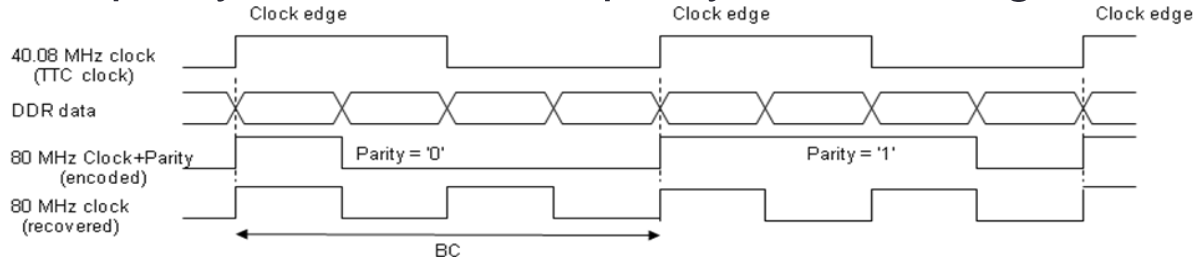 Clock edge
Clock edge
Clock edge
40.08 MHz clock
(TTC clock)
DDR data
80 MHz Clock+Parity
(encoded)
Parity = '0'
Parity = '1'
80 MHz clock
(recovered)
BC